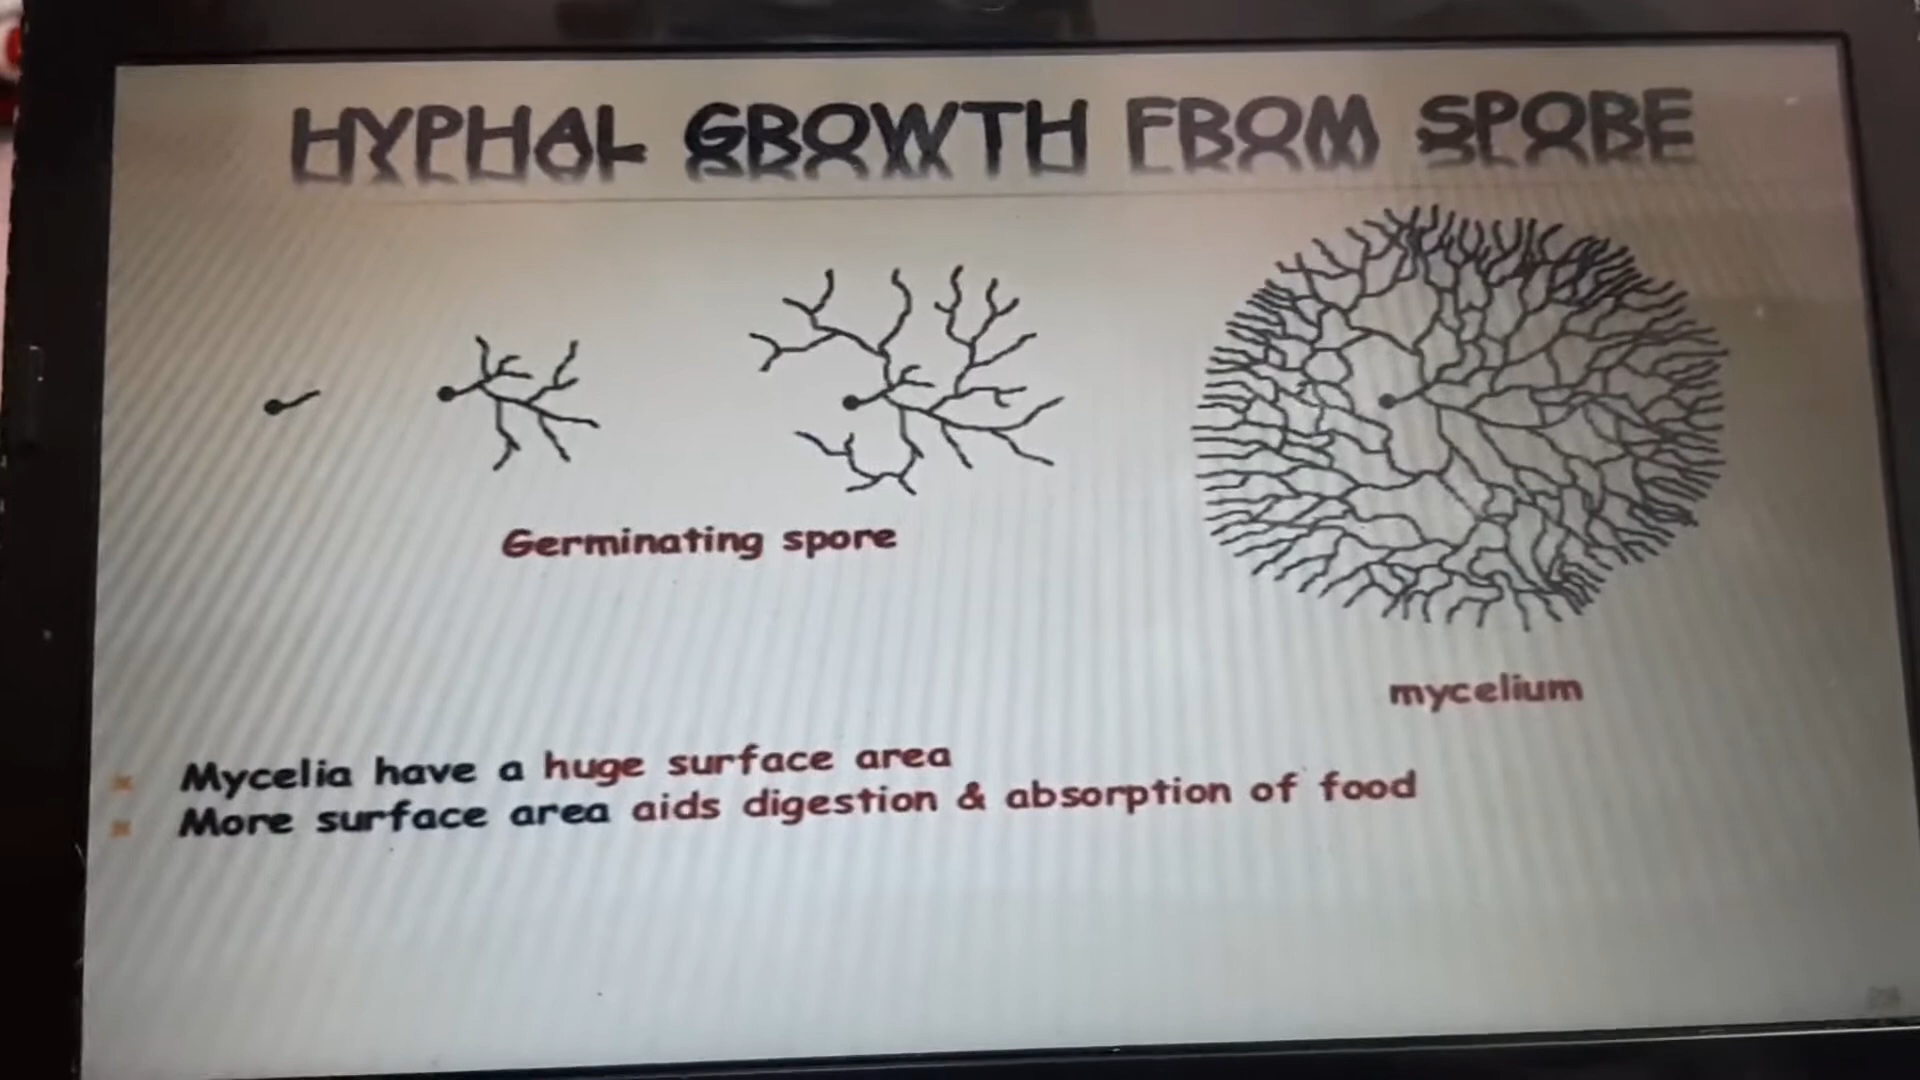 HYPHAL GROWTH FROM SPORE
Germinating spore
mycelium
Mycelia have a huge surface area
More surface area aids digestion & absorption of food